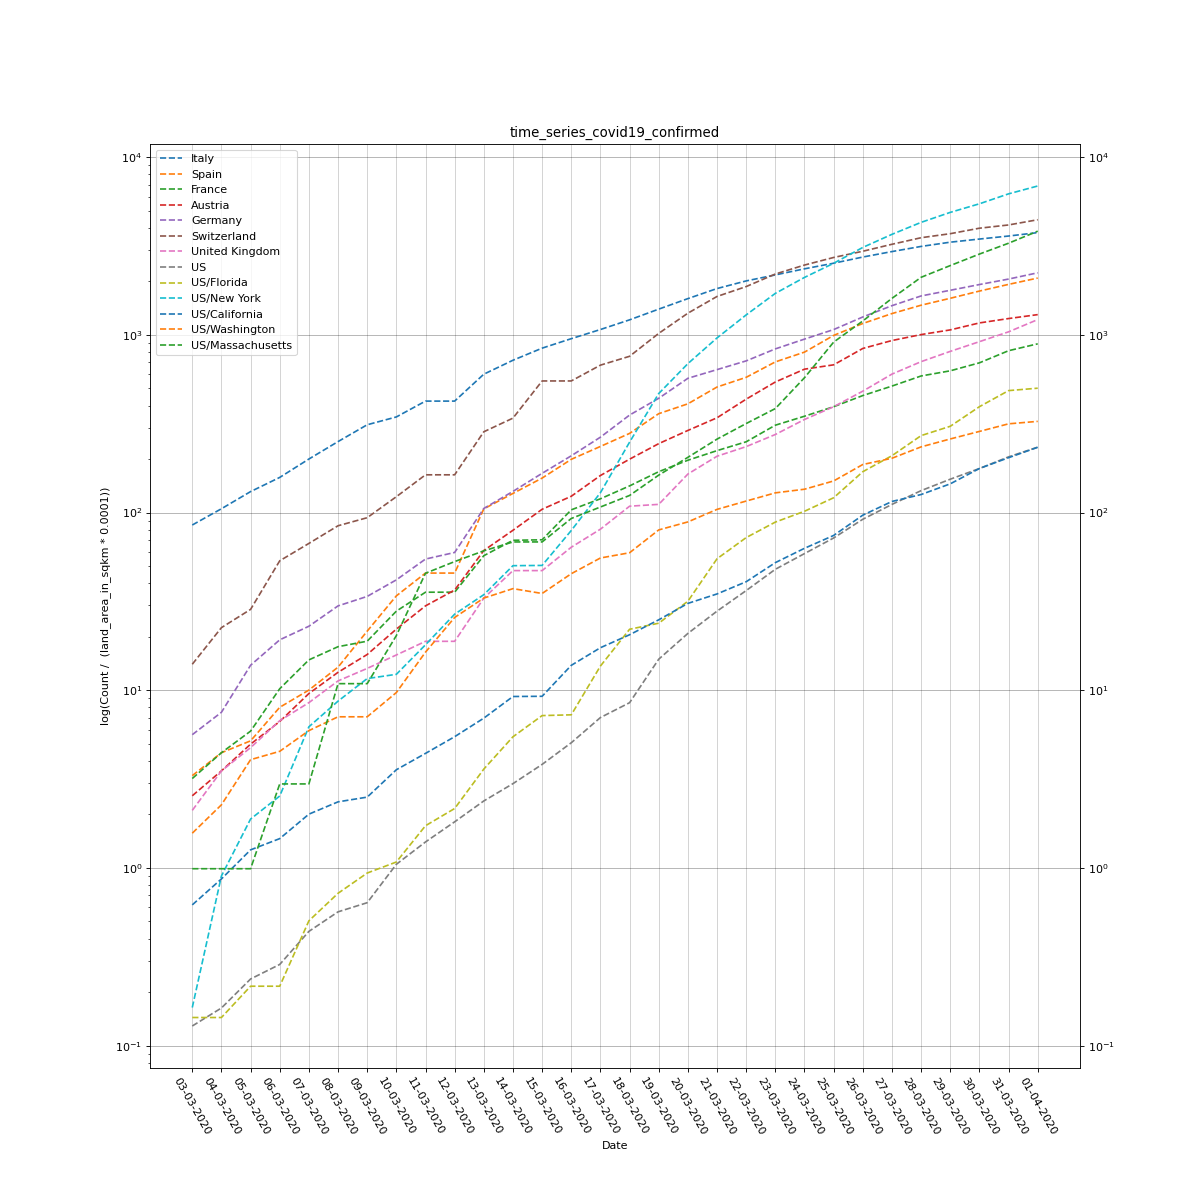 time_series_covid19_confirmed
Italy
Spain
France
Austria
Germany
Switzerland
United Kingdom
US
US/Florida
US/New York
US/California
US/Washington
US/Massachusetts
10⁴
10³
10²
10¹
10⁰
10⁻¹
10⁴
10³
10²
10¹
10⁰
10⁻¹
log(Count / (land_area_in_sqkm * 0.0001))
03-03-2020
04-03-2020
05-03-2020
06-03-2020
07-03-2020
08-03-2020
09-03-2020
10-03-2020
11-03-2020
12-03-2020
13-03-2020
14-03-2020
15-03-2020
16-03-2020
17-03-2020
18-03-2020
19-03-2020
20-03-2020
21-03-2020
22-03-2020
23-03-2020
24-03-2020
25-03-2020
26-03-2020
27-03-2020
28-03-2020
29-03-2020
30-03-2020
31-03-2020
01-04-2020
Date